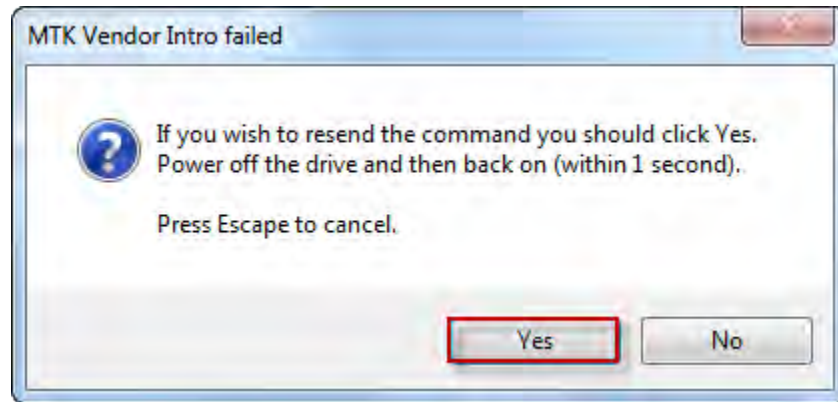 MTK Vendor Intro failed
If you wish to resend the command you should click Yes.
Power off the drive and then back on (within 1 second).
Press Escape to cancel.
Yes
No